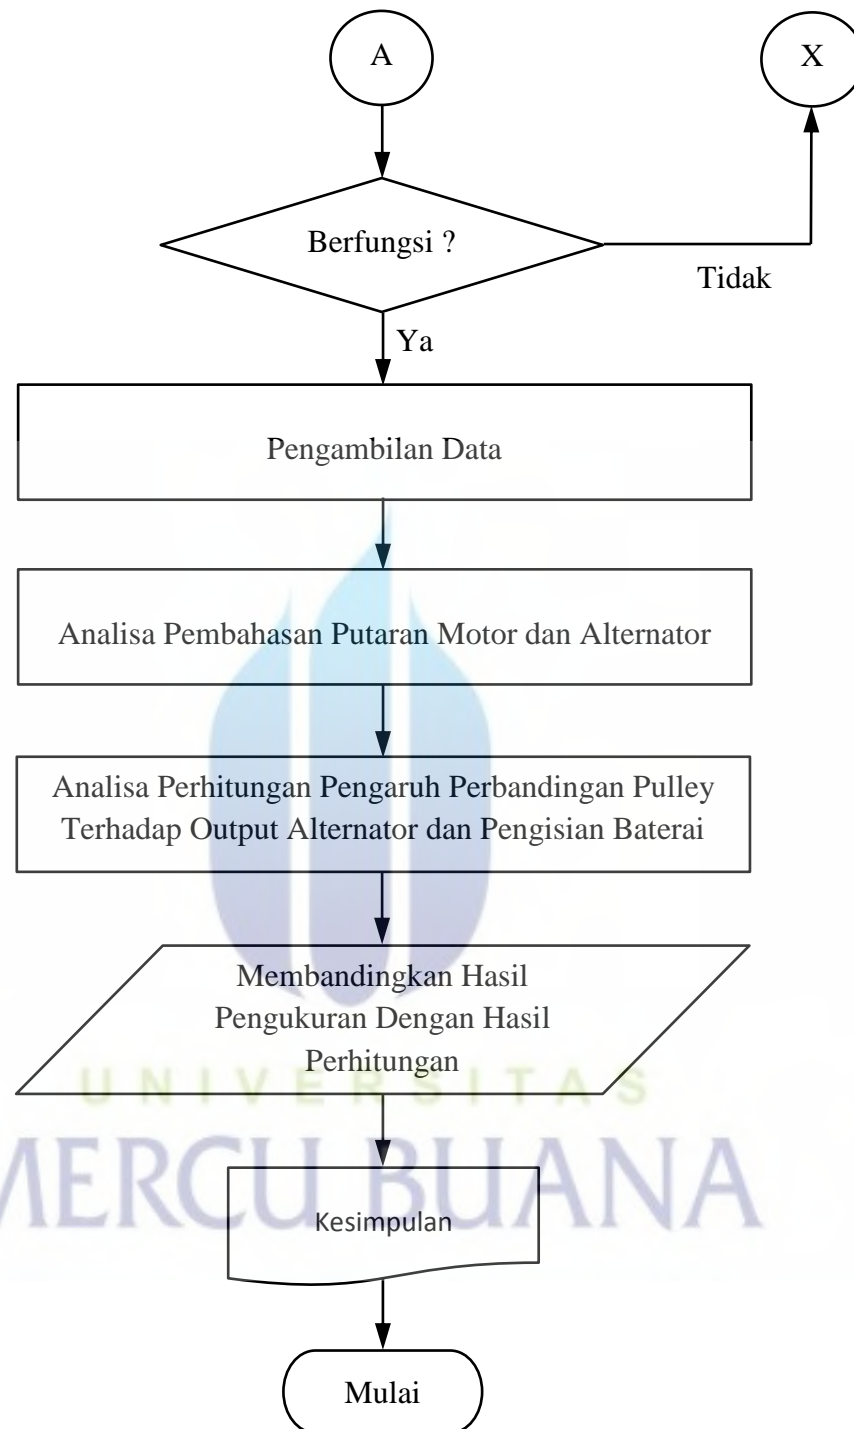 A
X
Berfungsi ?
Tidak
Ya
Pengambilan Data
Analisa Pembahasan Putaran Motor dan Alternator
Analisa Perhitungan Pengaruh Perbandingan Pulley
Terhadap Output Alternator dan Pengisian Baterai
Membandingkan Hasil
Pengukuran Dengan Hasil
Perhitungan
UNIVERSITAS
MERCU BUANA
Kesimpulan
Mulai